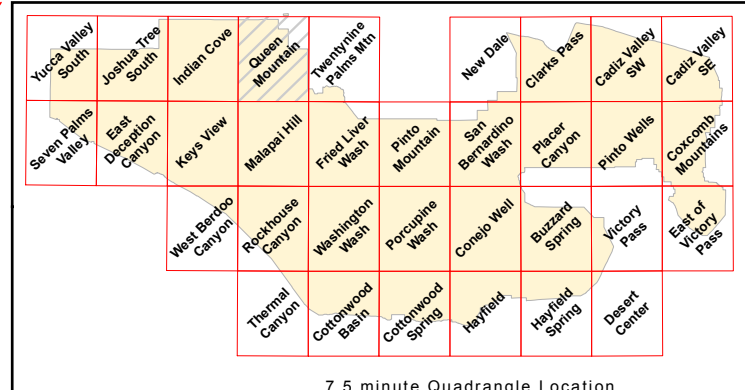 Yucca Valley
South
Joshua Tree
South
Indian Cove
Queen
Mountain
Twentynine
Palms Mtn
New Dale
Clarks Pass
Cadiz Valley
SW
Cadiz Valley
SE
Seven Palms
Valley
East
Deception
Canyon
Keys View
Malapai Hill
Fried Liver
Wash
Pinto
Mountain
San
Bernardino
Wash
Placer
Canyon
Pinto Wells
Coxcomb
Mountains
West Berdoo
Canyon
Rockhouse
Canyon
Washington
Wash
Porcupine
Wash
Conejo Well
Buzzard
Spring
Victory
Pass
East of
Victory
Pass
Thermal
Canyon
Cottonwood
Basin
Cottonwood
Spring
Hayfield
Hayfield
Spring
Desert
Center
7.5 minute Quadrangle Location